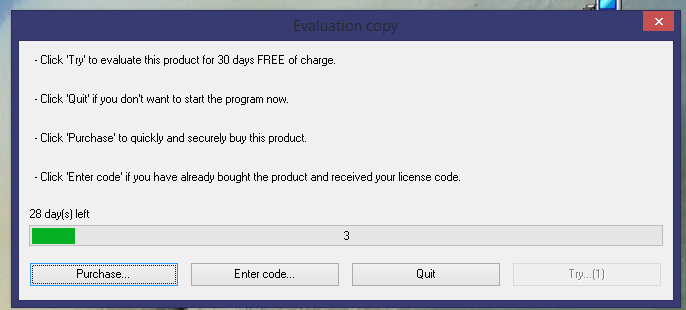 Evaluation copy
- Click 'Try' to evaluate this product for 30 days FREE of charge.
- Click 'Quit' if you don't want to start the program now.
- Click 'Purchase' to quickly and securely buy this product.
- Click 'Enter code' if you have already bought the product and received your license code.
28 day(s) left
3
Purchase... Enter code... Quit Try...(1)